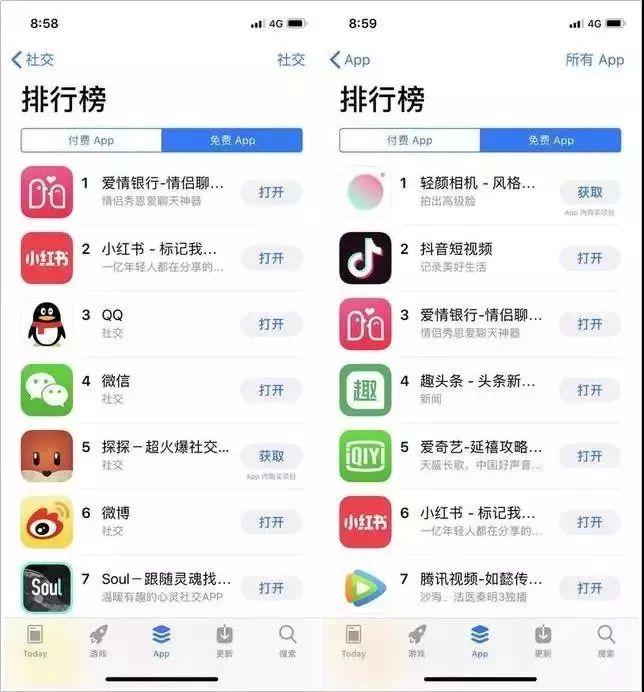 8:58
4G
社交
社交
排行榜
付费 App
免费 App
1 爱情银行-情侣聊...
情侣秀恩爱聊天神器
打开
小红书
2 小红书 - 标记我...
一亿年轻人都在分享的...
打开
3 QQ
社交
打开
4 微信
社交
打开
5 探探-超火爆社交...
社交
获取
App 内购买项目
6 微博
社交
打开
Soul
7 Soul-跟随灵魂找...
温暖有趣的心灵社交APP
打开
Today
游戏
App
更新
搜索
8:59
4G
App
所有 App
排行榜
付费 App
免费 App
1 轻颜相机 - 风格...
拍出高级脸
获取
App 内购买项目
2 抖音短视频
记录美好生活
打开
3 爱情银行-情侣聊...
情侣秀恩爱聊天神器
打开
趣
4 趣头条 - 头条新...
新闻
打开
QIYI
5 爱奇艺-延禧攻略...
天盛长歌，中国好声音...
打开
小红书
6 小红书 - 标记我...
一亿年轻人都在分享的...
打开
7 腾讯视频-如懿传...
沙海、法医秦明3独播
打开
Today
游戏
App
更新
搜索